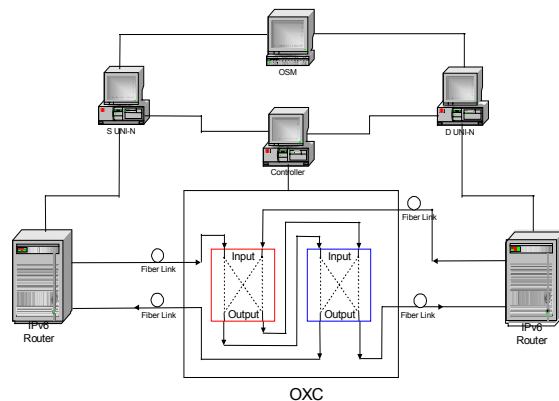 OSM
S UNI-N
D UNI-N
Controller
Fiber Link
Fiber Link
Input
Input
Fiber Link
Fiber Link
Output
Output
IPv6
Router
IPv6
Router
OXC